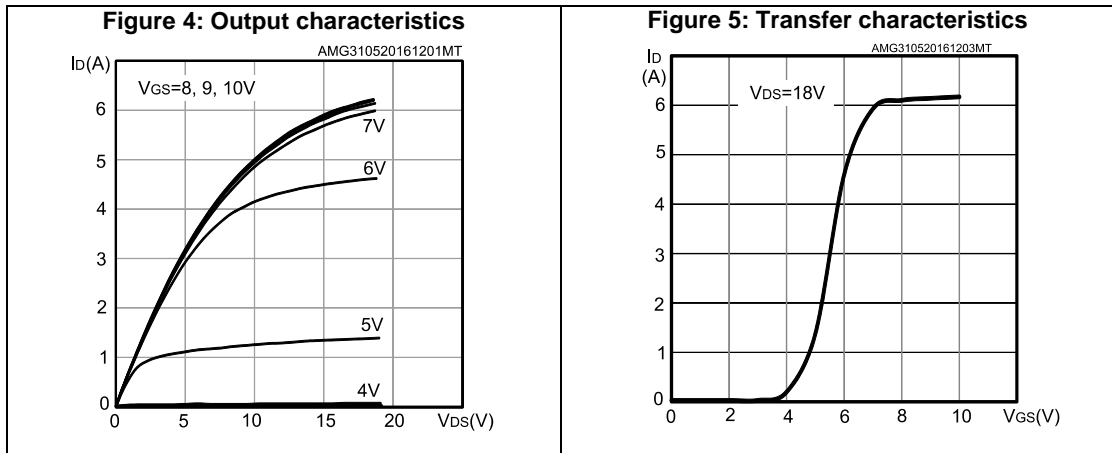 Figure 4: Output characteristics
AMG310520161201MT
ID(A)
VGS=8, 9, 10V
7V
6V
5V
4V
6
5
4
3
2
1
0
0 5 10 15 20 VDS(V)
Figure 5: Transfer characteristics
AMG310520161203MT
ID
(A)
VDS=18V
6
5
4
3
2
1
0
0 2 4 6 8 10 VGS(V)